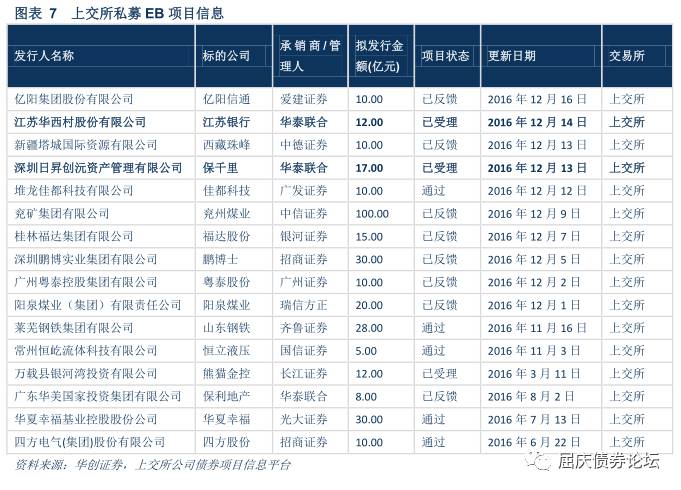 图表 7 上交所私募 EB 项目信息
发行人名称 标的公司 承销商/管理人 拟发行金额(亿元) 项目状态 更新日期 交易所
亿阳集团股份有限公司 亿阳信通 爱建证券 10.00 已反馈 2016 年 12 月 16 日 上交所
江苏华西村股份有限公司 江苏银行 华泰联合 12.00 已受理 2016 年 12 月 14 日 上交所
新疆塔城国际资源有限公司 西藏珠峰 中德证券 10.00 已反馈 2016 年 12 月 13 日 上交所
深圳日昇创沅资产管理有限公司 保千里 华泰联合 17.00 已受理 2016 年 12 月 13 日 上交所
堆龙佳都科技有限公司 佳都科技 广发证券 10.00 通过 2016 年 12 月 12 日 上交所
兖矿集团有限公司 兖州煤业 中信证券 100.00 已反馈 2016 年 12 月 9 日 上交所
桂林福达集团有限公司 福达股份 银河证券 15.00 已反馈 2016 年 12 月 7 日 上交所
深圳鹏博实业集团有限公司 鹏博士 招商证券 30.00 已反馈 2016 年 12 月 5 日 上交所
广州粤泰控股集团有限公司 粤泰股份 广州证券 10.00 已反馈 2016 年 12 月 2 日 上交所
阳泉煤业（集团）有限责任公司 阳泉煤业 瑞信方正 20.00 已反馈 2016 年 12 月 1 日 上交所
莱芜钢铁集团有限公司 山东钢铁 齐鲁证券 28.00 通过 2016 年 11 月 16 日 上交所
常州恒屹流体科技有限公司 恒立液压 国信证券 5.00 通过 2016 年 11 月 3 日 上交所
万载县银河湾投资有限公司 熊猫金控 长江证券 12.00 已受理 2016 年 3 月 11 日 上交所
广东华美国家投资集团有限公司 保利地产 华泰联合 8.00 已反馈 2016 年 8 月 2 日 上交所
华夏幸福基业控股股份公司 华夏幸福 光大证券 30.00 通过 2016 年 7 月 13 日 上交所
四方电气(集团)股份有限公司 四方股份 招商证券 10.00 通过 2016 年 6 月 22 日 上交所
资料来源：华创证券，上交所公司债券项目信息平台
屈庆债券论坛